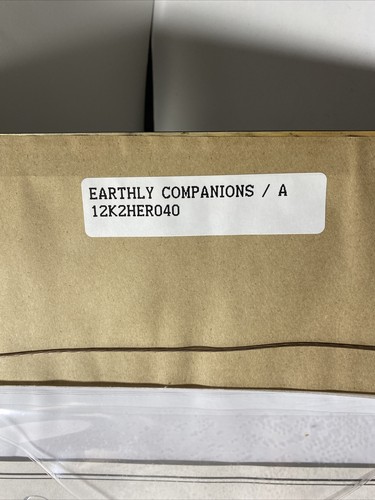 EARTHLY COMPANIONS / A
12K2HER040